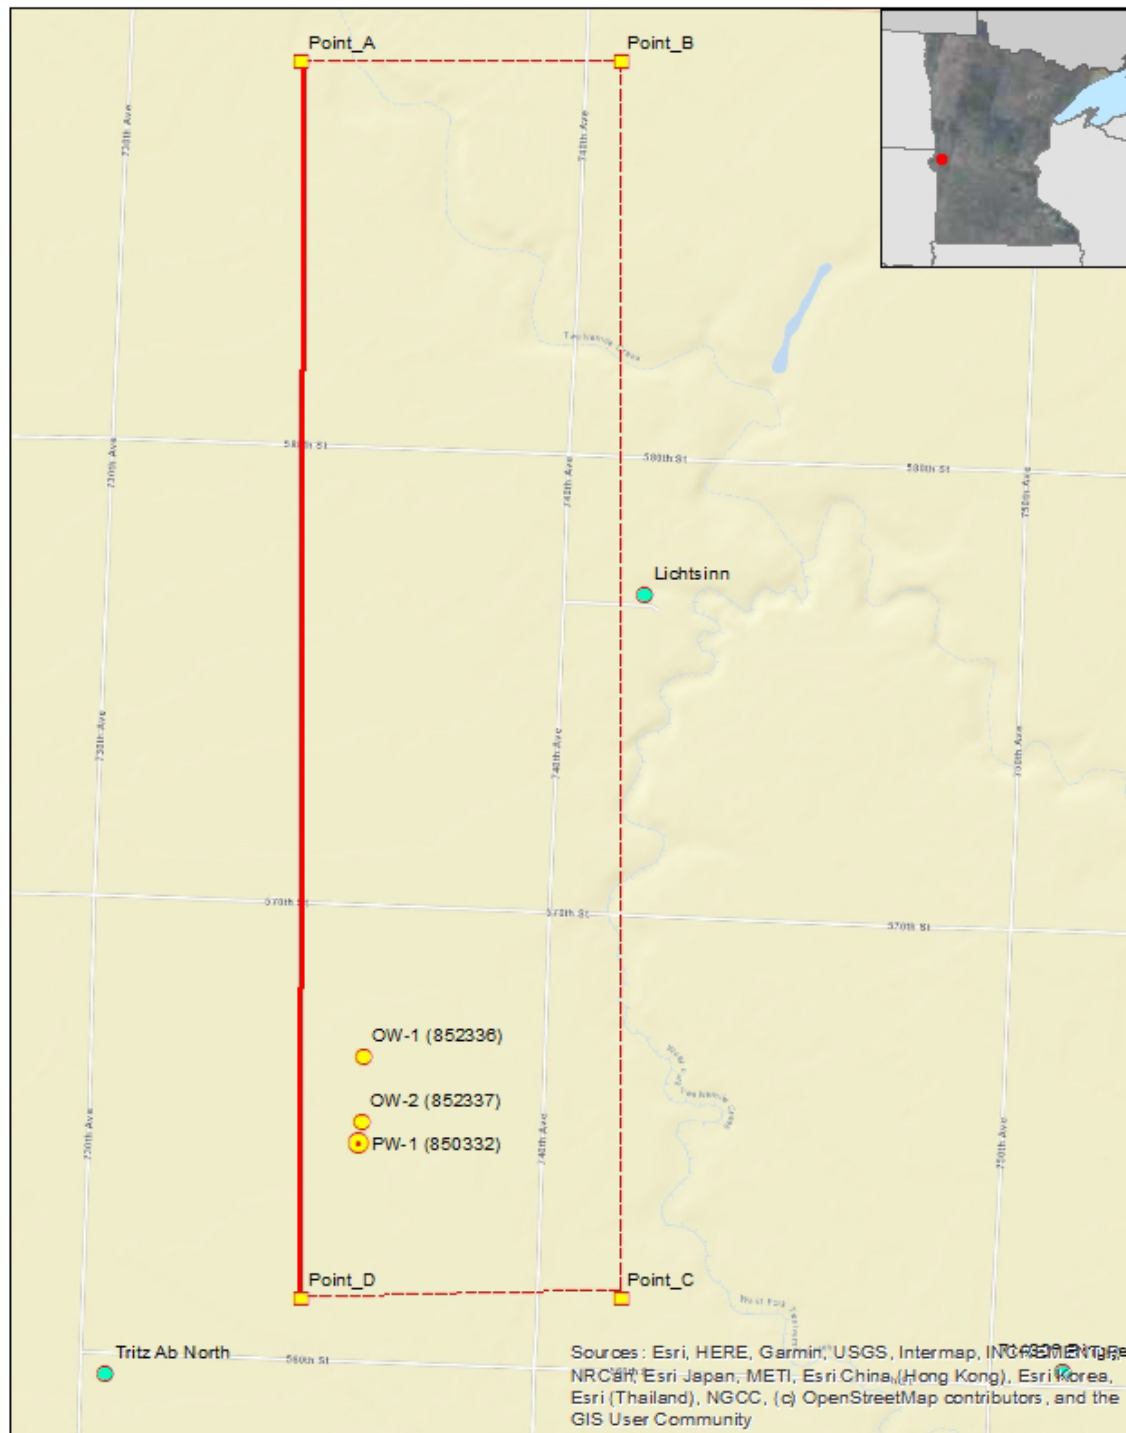 Point_A
Point_B
730th Ave
740th Ave
580th St
580th St
580th St
730th Ave
740th Ave
750th Ave
Lichtsinn
730th Ave
740th Ave
570th St
570th St
570th St
OW-1 (852336)
OW-2 (852337)
PW-1 (850332)
730th Ave
740th Ave
750th Ave
Point_D
Point_C
Tritz Ab North
560th St
Sources: Esri, HERE, Garmin, USGS, Intermap, INCREMENT P,
NRCan, Esri Japan, METI, Esri China (Hong Kong), Esri Korea,
Esri (Thailand), NGCC, (c) OpenStreetMap contributors, and the
GIS User Community